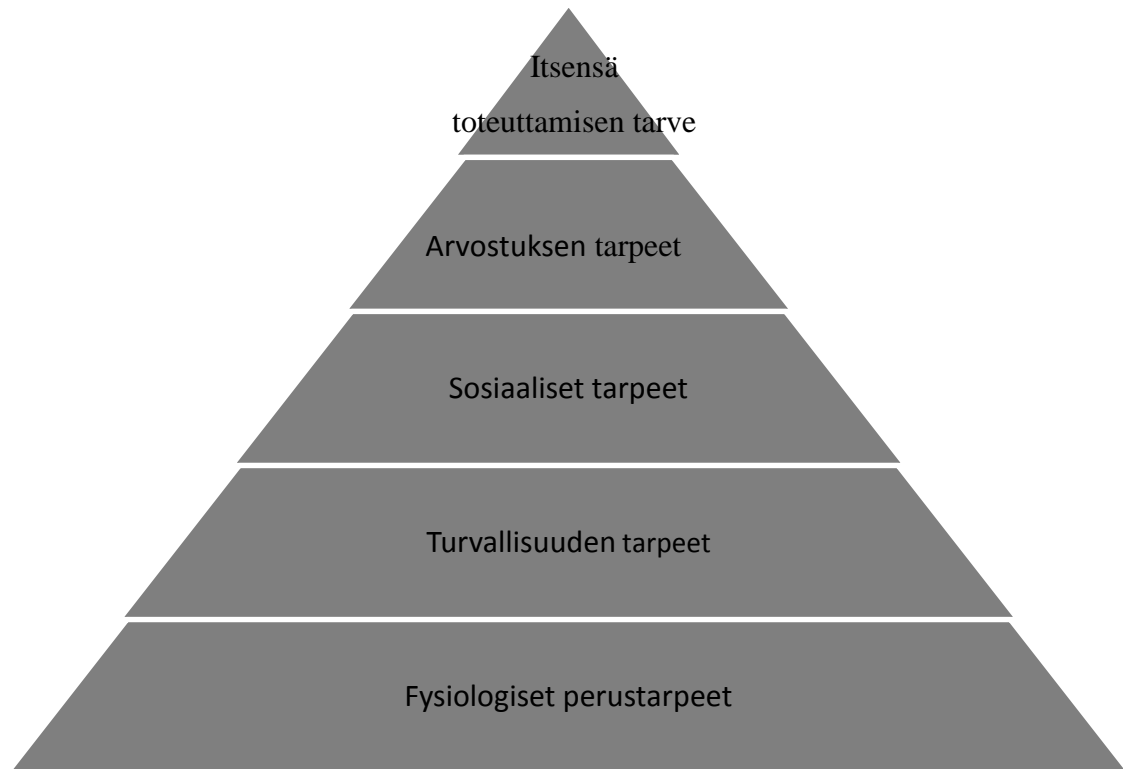 Itsensä
toteuttamisen tarve
Arvostuksen tarpeet
Sosiaaliset tarpeet
Turvallisuuden tarpeet
Fysiologiset perustarpeet